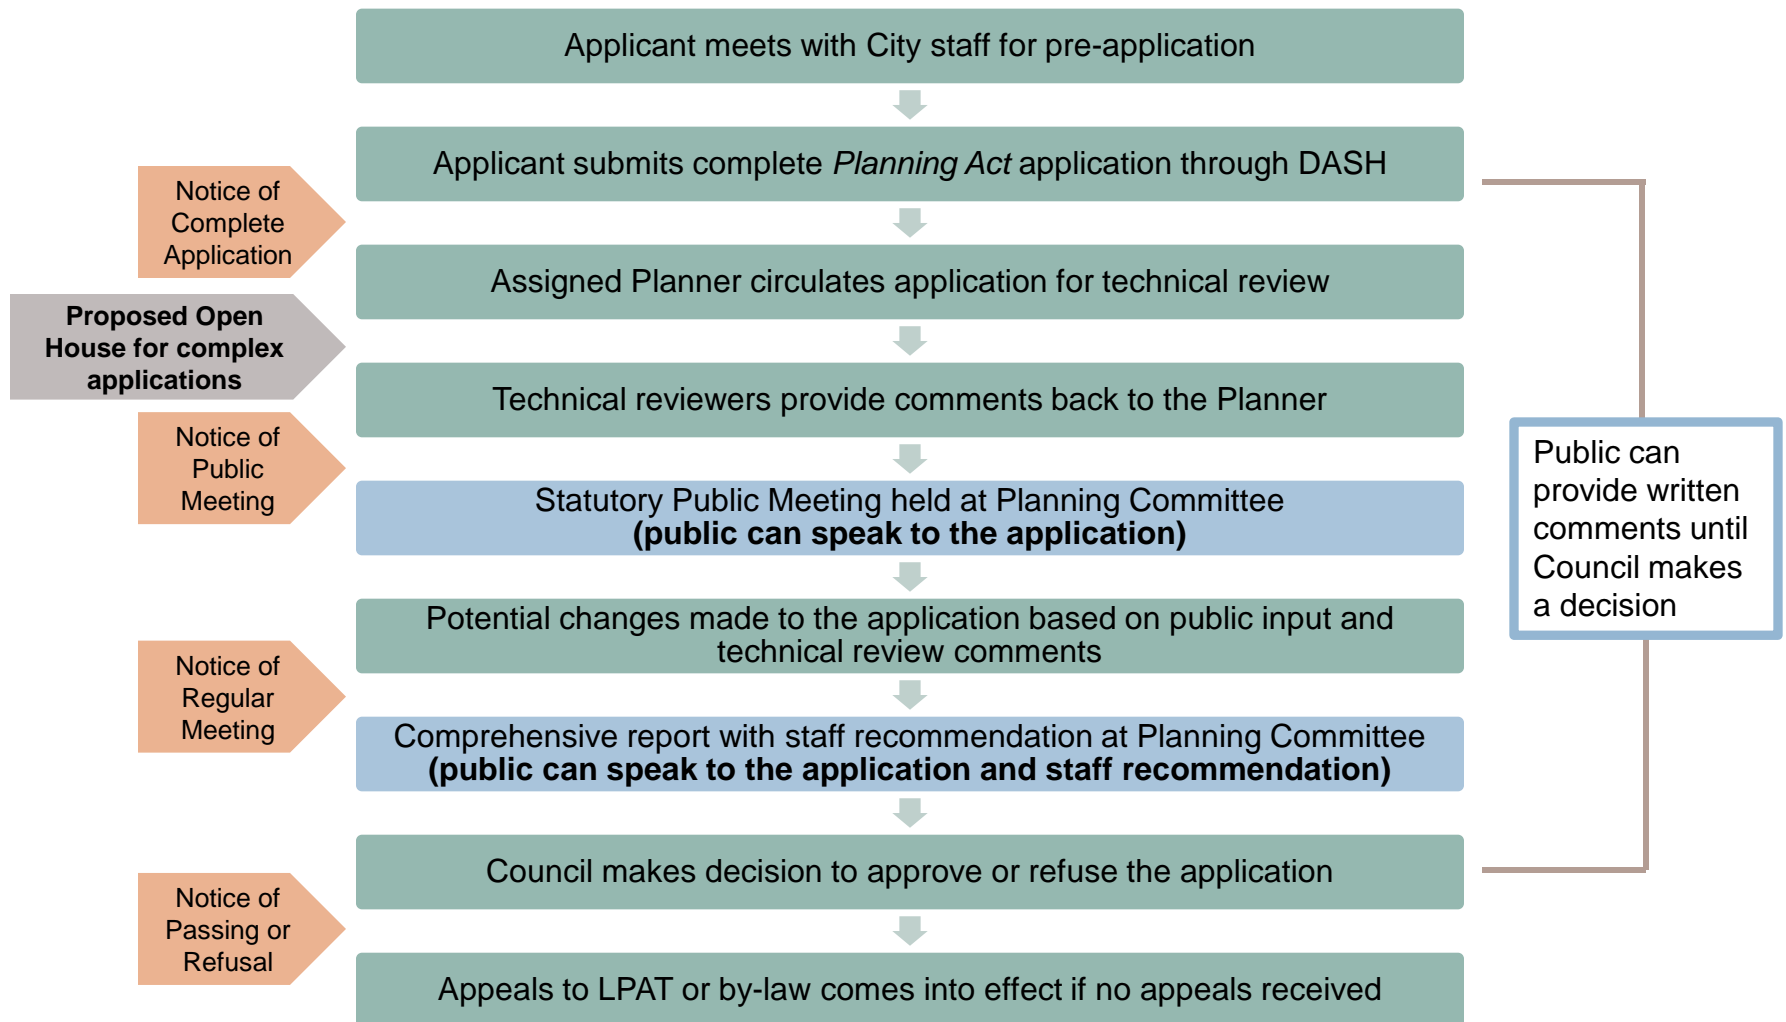 Applicant meets with City staff for pre-application
Applicant submits complete Planning Act application through DASH
Notice of
Complete
Application
Assigned Planner circulates application for technical review
Proposed Open
House for complex
applications
Technical reviewers provide comments back to the Planner
Notice of
Public
Meeting
Statutory Public Meeting held at Planning Committee
(public can speak to the application)
Potential changes made to the application based on public input and
technical review comments
Notice of
Regular
Meeting
Comprehensive report with staff recommendation at Planning Committee
(public can speak to the application and staff recommendation)
Council makes decision to approve or refuse the application
Notice of
Passing or
Refusal
Appeals to LPAT or by-law comes into effect if no appeals received
Public can
provide written
comments until
Council makes
a decision